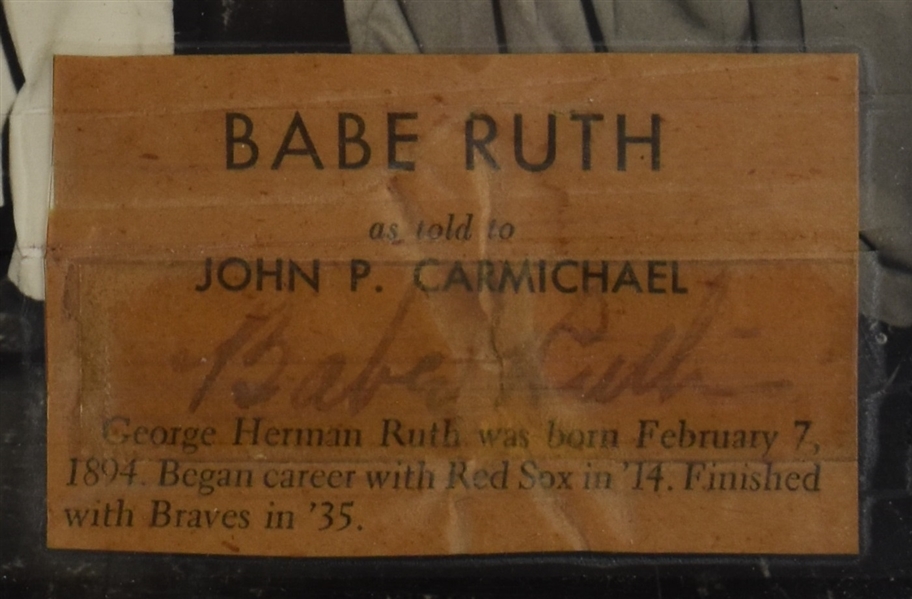 BABE RUTH
as told to
JOHN P. CARMICHAEL
Babe Ruth
George Herman Ruth was born February 7,
1894. Began career with Red Sox in '14. Finished
with Braves in '35.